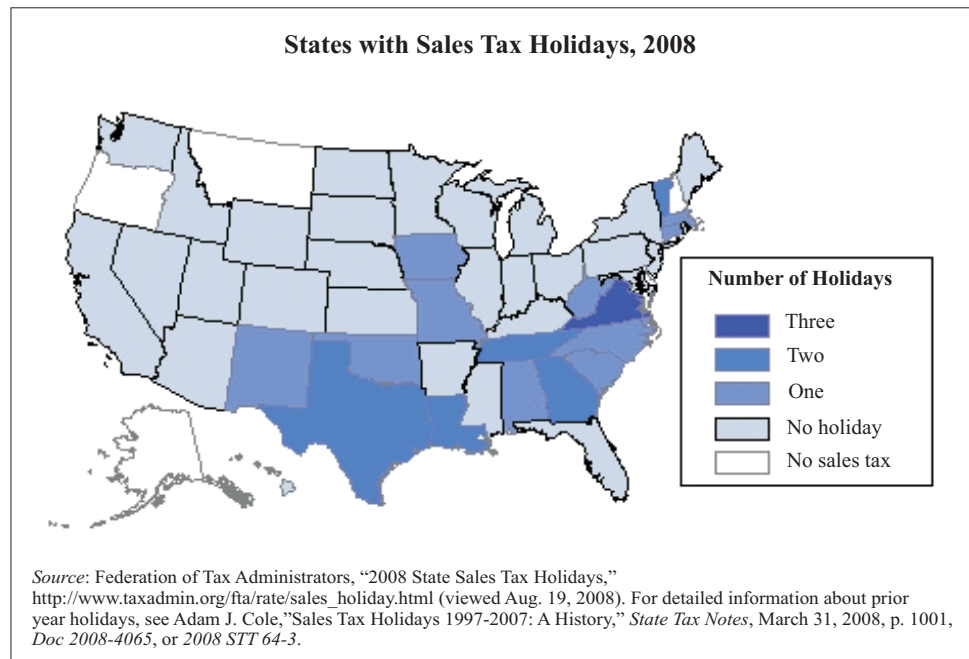 States with Sales Tax Holidays, 2008
Number of Holidays
Three
Two
One
No holiday
No sales tax
Source: Federation of Tax Administrators, “2008 State Sales Tax Holidays,”
http://www.taxadmin.org/fta/rate/sales_holiday.html (viewed Aug. 19, 2008). For detailed information about prior
year holidays, see Adam J. Cole,”Sales Tax Holidays 1997-2007: A History,” State Tax Notes, March 31, 2008, p. 1001,
Doc 2008-4065, or 2008 STT 64-3.